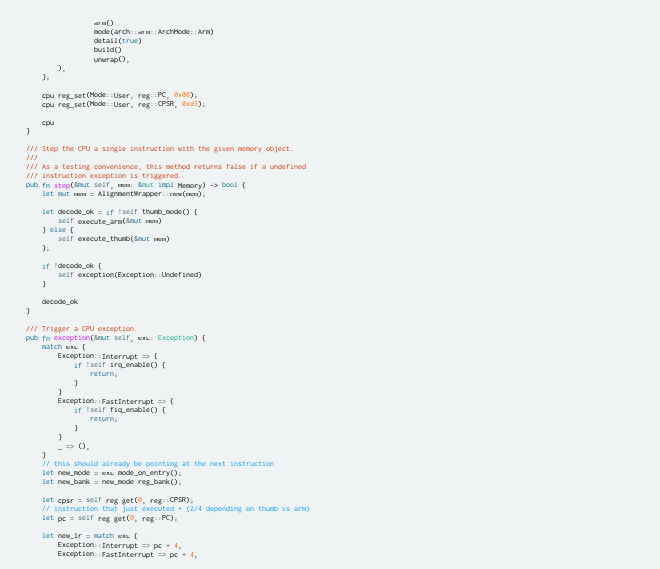 arm()
mode(arch::arm::ArchMode::Arm)
detail(true)
build()
unwrap(),
),
};
cpu reg_set(Mode::User, reg::PC, 0x00);
cpu reg_set(Mode::User, reg::CPSR, 0xd3);
cpu
}
/// Step the CPU a single instruction with the given memory object.
///
/// As a testing convenience, this method returns false if a undefined
/// instruction exception is triggered.
pub fn step(&mut self, mem: &mut impl Memory) -> bool {
let mut mem = AlignmentWrapper::new(mem);
let decode_ok = if !self thumb_mode() {
self execute_arm(&mut mem)
} else {
self execute_thumb(&mut mem)
};
if !decode_ok {
self exception(Exception::Undefined)
}
decode_ok
}
/// Trigger a CPU exception.
pub fn exception(&mut self, exc: Exception) {
match exc {
Exception::Interrupt => {
if !self irq_enable() {
return;
}
}
Exception::FastInterrupt => {
if !self fiq_enable() {
return;
}
}
_ => (),
}
// this should already be pointing at the next instruction
let new_mode = exc mode_on_entry();
let new_bank = new_mode reg_bank();
let cpsr = self reg get(0, reg::CPSR);
// instruction that just executed + (2/4 depending on thumb vs arm)
let pc = self reg get(0, reg::PC);
let new_lr = match exc {
Exception::Interrupt => pc + 4,
Exception::FastInterrupt => pc + 4,